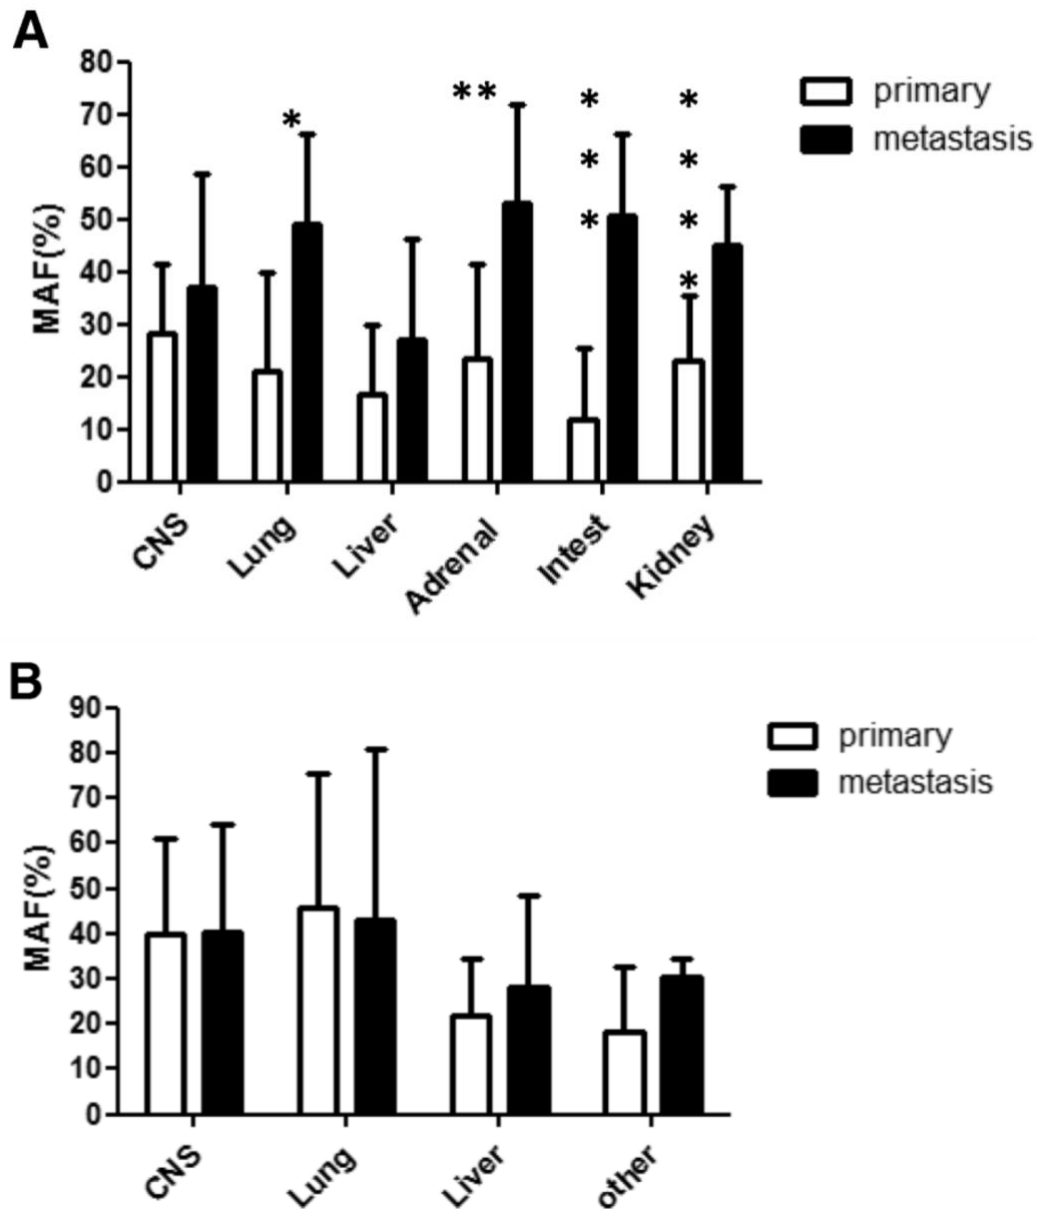 A
80
70
60
50
40
30
20
10
0
MAF(%)
primary
metastasis
*
**
*
*
*
*
*
*
*
CNS
Lung
Liver
Adrenal
Intest
Kidney
B
90
80
70
60
50
40
30
20
10
0
MAF(%)
primary
metastasis
CNS
Lung
Liver
other